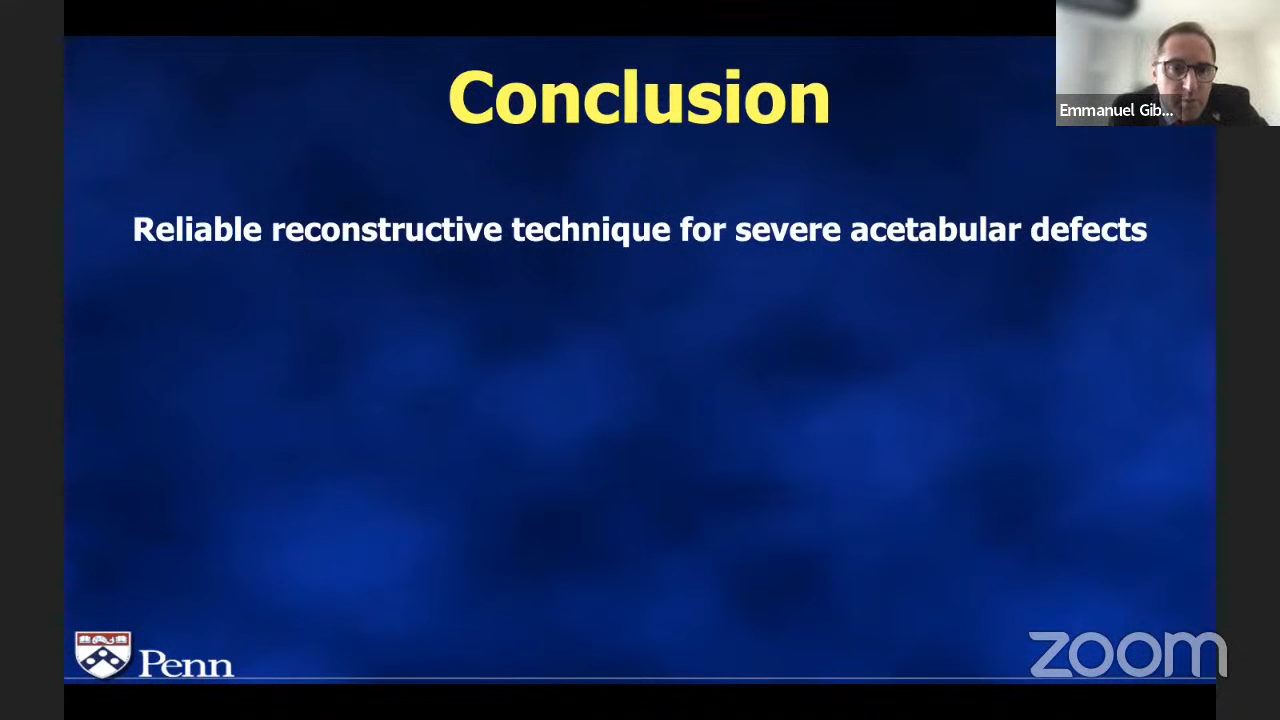 Conclusion
Emmanuel Gib...
Reliable reconstructive technique for severe acetabular defects
Penn
zoom